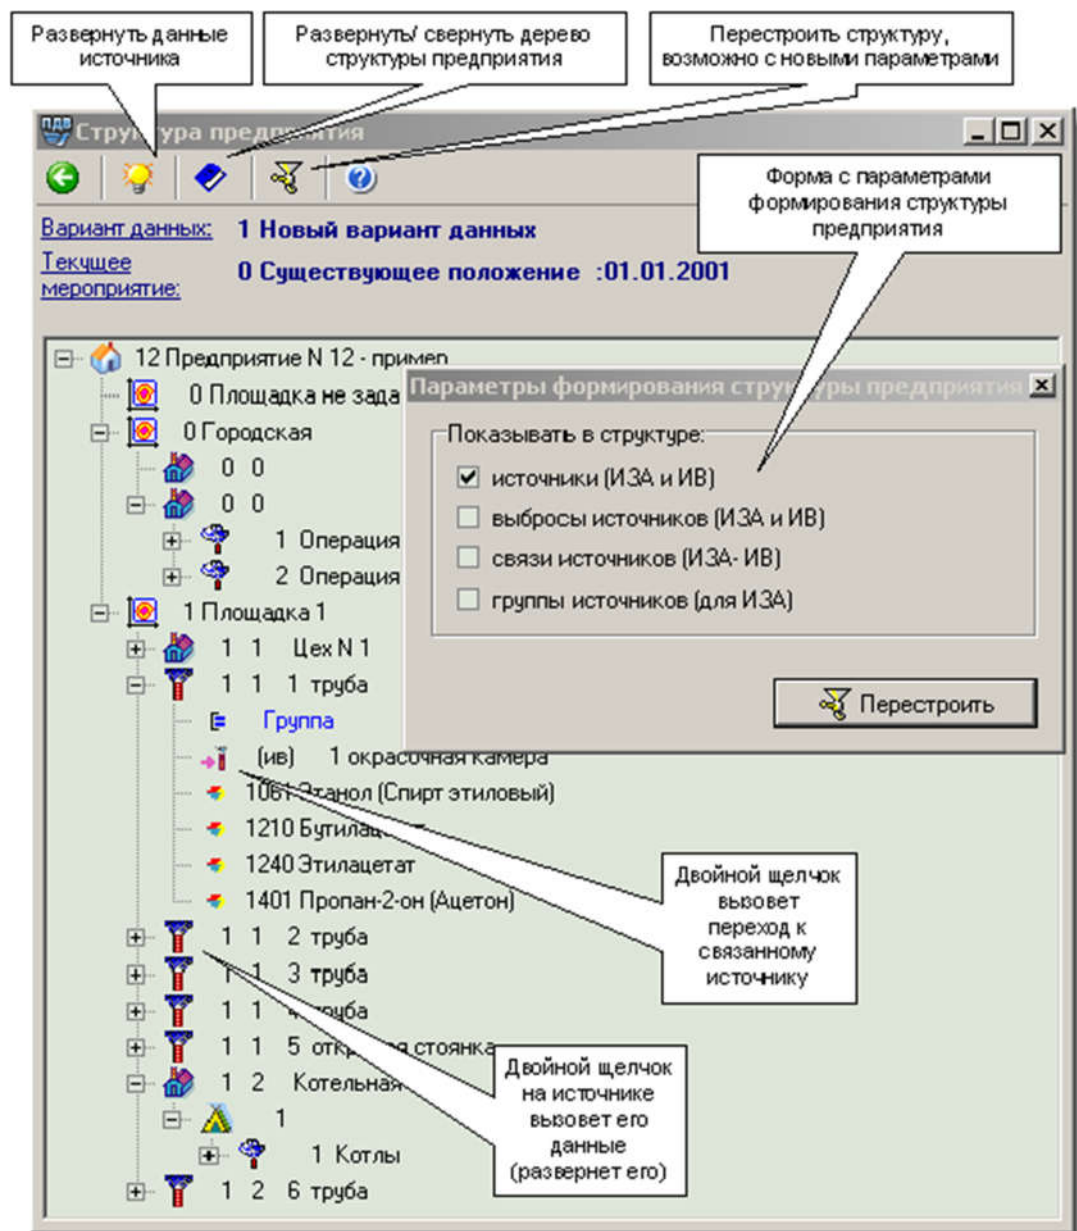 Развернуть данные
источника
Развернуть/ свернуть дерево
структуры предприятия
Перестроить структуру,
возможно с новыми параметрами
ПДВ Структура предприятия
Форма с параметрами
формирования структуры
предприятия
Вариант данных: 1 Новый вариант данных
Текущее
мероприятие: 0 Существующее положение :01.01.2001
12 Предприятие N 12 - пример
0 Площадка не зада
0 Городская
0 0
0 0
1 Операция
2 Операция
1 Площадка 1
1 1 Цех N 1
1 1 1 труба
Группа
(ив) 1 окрасочная камера
1061 Этанол (Спирт этиловый)
1210 Бутилацетат
1240 Этилацетат
1401 Пропан-2-он (Ацетон)
1 1 2 труба
1 1 3 труба
1 1 4 труба
1 1 5 открытая стоянка
1 2 Котельная
1
1 Котлы
1 2 6 труба
Параметры формирования структуры предприятия
Показывать в структуре:
источники (ИЗА и ИВ)
выбросы источников (ИЗА и ИВ)
связи источников (ИЗА- ИВ)
группы источников (для ИЗА)
Перестроить
Двойной щелчок
вызовет
переход к
связанному
источнику
Двойной щелчок
на источнике
вызовет его
данные
(развернет его)